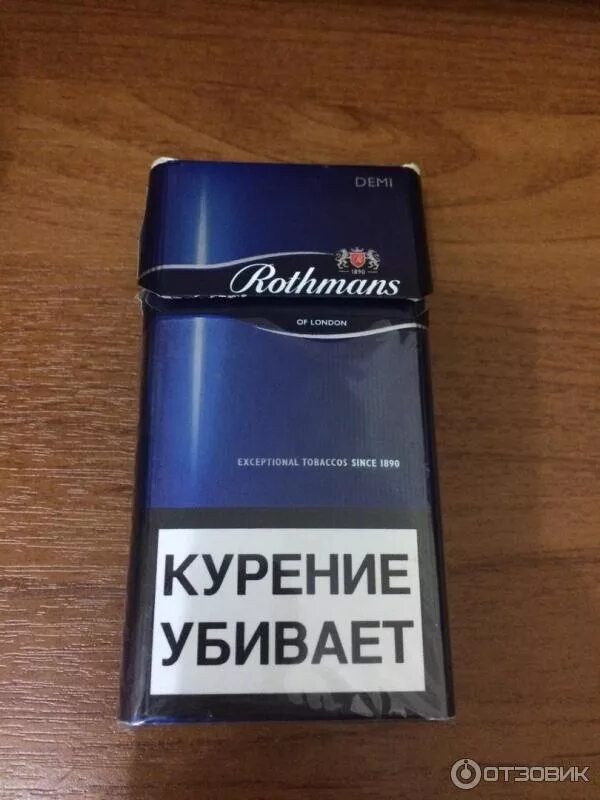 DEMI
1890
Rothmans
OF LONDON
EXCEPTIONAL TOBACCOS SINCE 1890
КУРЕНИЕ
УБИВАЕТ
ОТЗОВИК